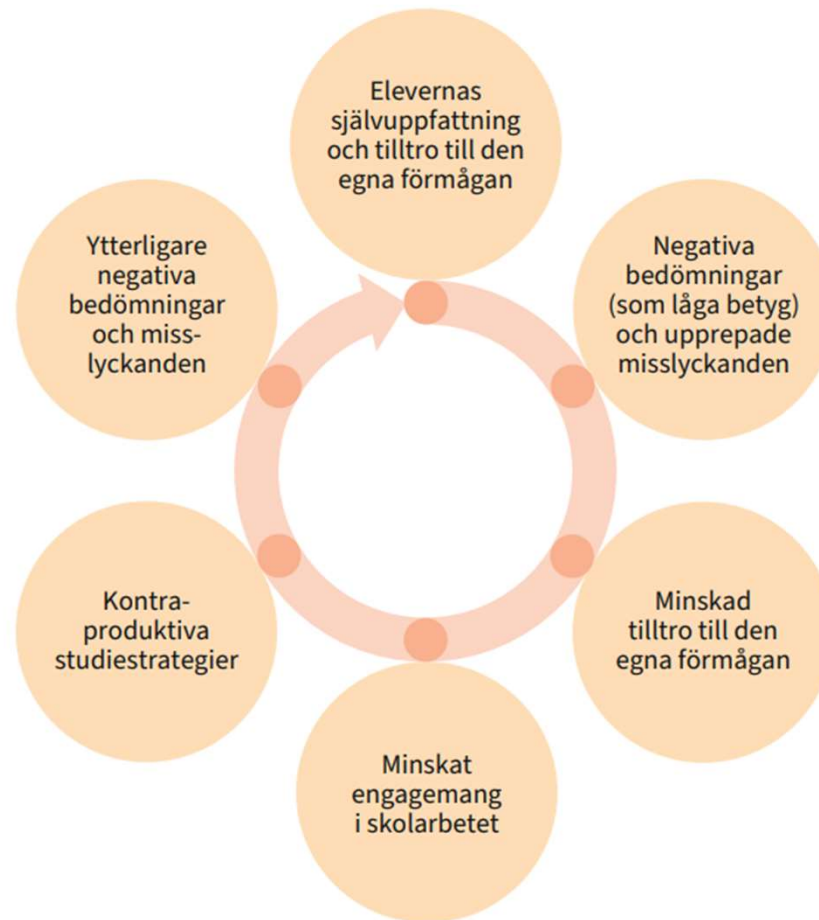 Elevernas
självuppfattning
och tilltro till den
egna förmågan
Negativa
bedömningar
(som låga betyg)
och upprepade
misslyckanden
Minskad
tilltro till den
egna förmågan
Minskat
engagemang
i skolarbetet
Kontra-
produktiva
studiestrategier
Ytterligare
negativa
bedömningar
och miss-
lyckanden